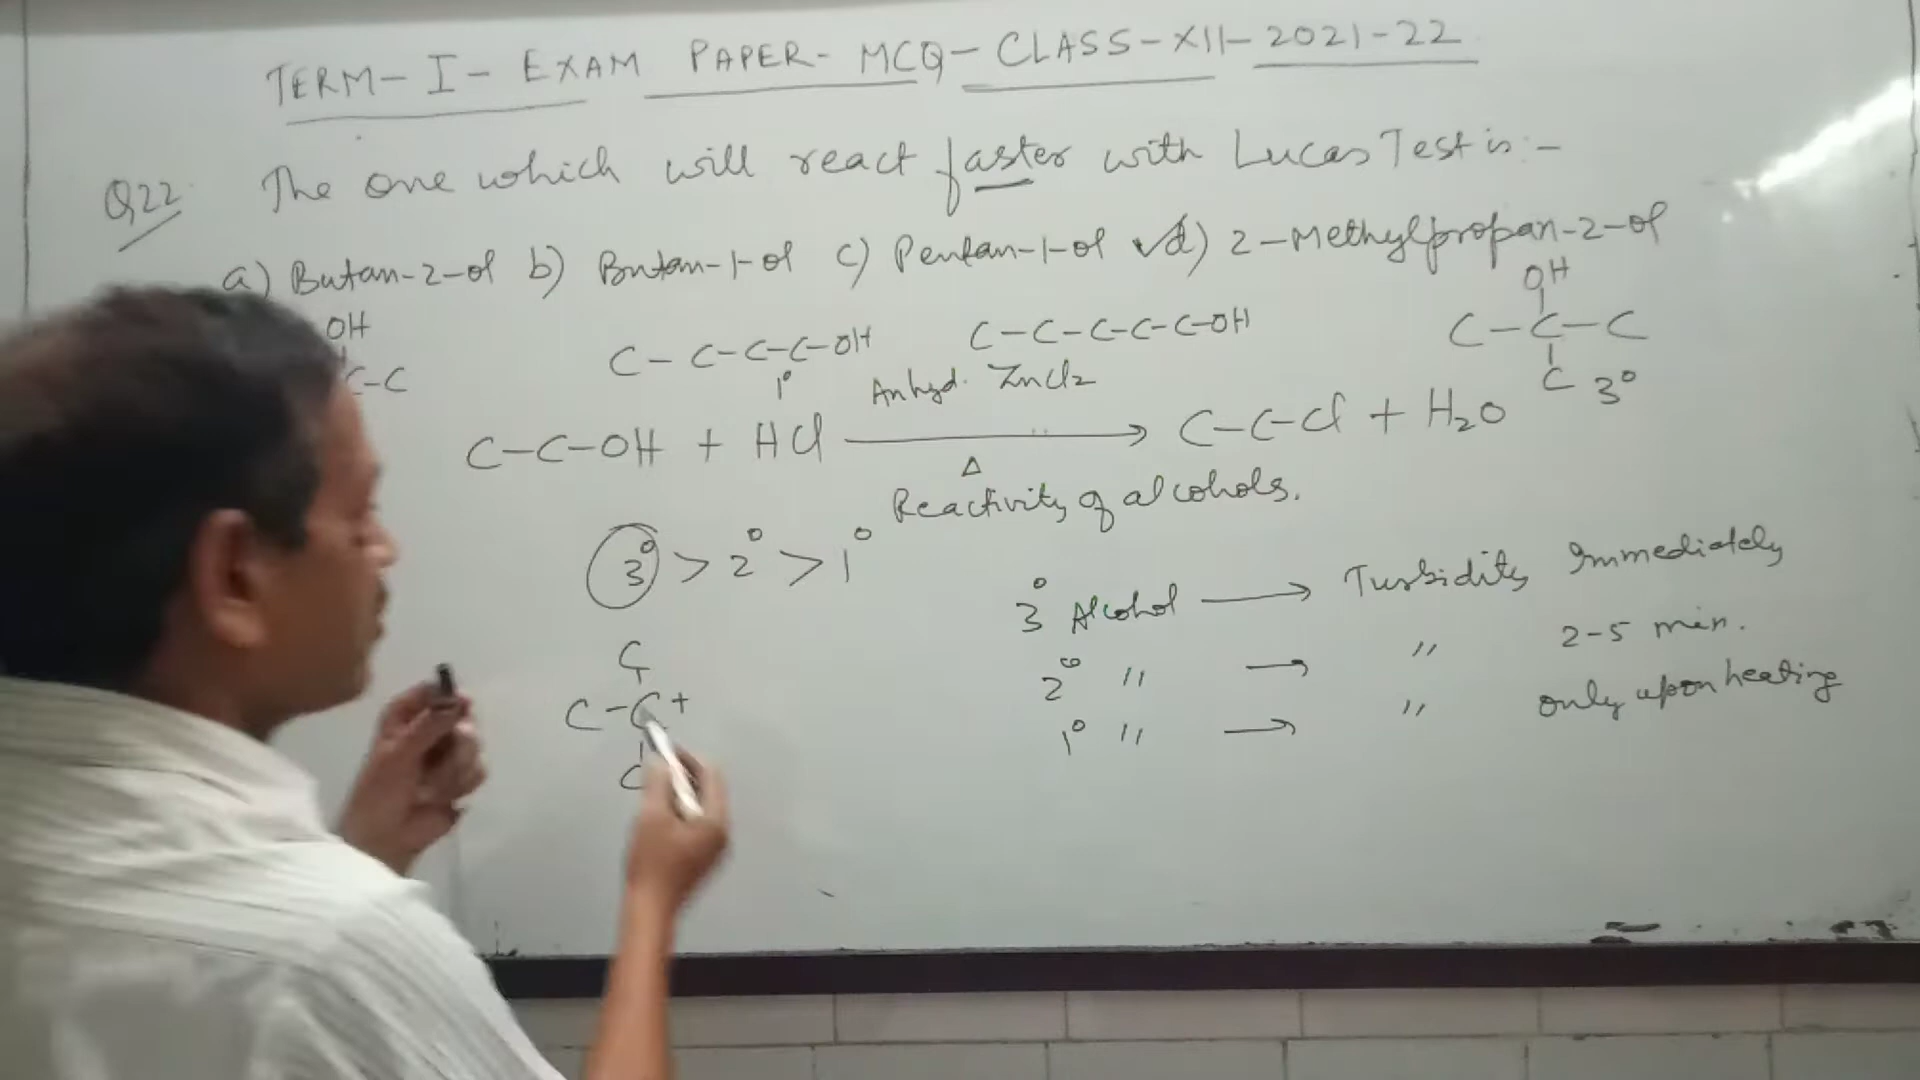 TERM-I-EXAM PAPER-MCQ-CLASS-XII-2021-22
Q22. The one which will react faster with Lucas Test is:-
a) Butan-2-ol b) Butan-1-ol c) Pentan-1-ol ✓d) 2-Methylpropan-2-ol
OH
C-C
C-C-C-C-OH
1°
C-C-C-C-C-OH
OH
C-C-C
C 3°
Anhyd. ZnCl2
C-C-OH + HCl → C-C-Cl + H2O
Δ
Reactivity of alcohols.
3° > 2° > 1°
C
C-C+
C
3° Alcohol → Turbidity Immediately
2° " → " 2-5 min.
1° " → " only upon heating